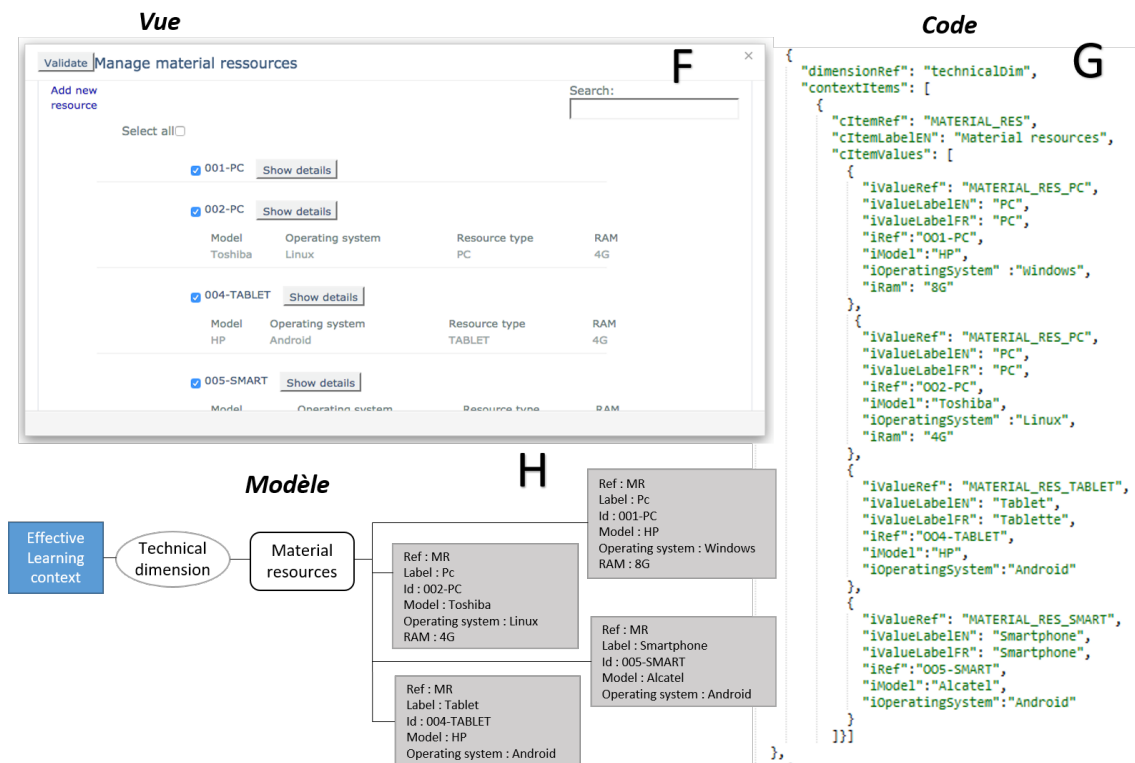 Vue
Validate Manage material ressources
F
×
Add new
resource
Search:
Select all
001-PC Show details
002-PC Show details
Model Operating system Resource type RAM
Toshiba Linux PC 4G
004-TABLET Show details
Model Operating system Resource type RAM
HP Android TABLET 4G
005-SMART Show details
Model Operating system Resource type RAM
Code
G
{
"dimensionRef": "technicalDim",
"contextItems": [
{
"cItemRef": "MATERIAL_RES",
"cItemLabelEN": "Material resources",
"cItemValues": [
{
"iValueRef": "MATERIAL_RES_PC",
"iValueLabelEN": "PC",
"iValueLabelFR": "PC",
"iRef":"001-PC",
"iModel":"HP",
"iOperatingSystem" :"Windows",
"iRam": "8G"
},
{
"iValueRef": "MATERIAL_RES_PC",
"iValueLabelEN": "PC",
"iValueLabelFR": "PC",
"iRef":"002-PC",
"iModel":"Toshiba",
"iOperatingSystem" :"Linux",
"iRam": "4G"
},
{
"iValueRef": "MATERIAL_RES_TABLET",
"iValueLabelEN": "Tablet",
"iValueLabelFR": "Tablette",
"iRef":"004-TABLET",
"iModel":"HP",
"iOperatingSystem":"Android"
},
{
"iValueRef": "MATERIAL_RES_SMART",
"iValueLabelEN": "Smartphone",
"iValueLabelFR": "Smartphone",
"iRef":"005-SMART",
"iModel":"Alcatel",
"iOperatingSystem":"Android"
}
]}]
},
Modèle
H
Effective
Learning
context
Technical
dimension
Material
resources
Ref : MR
Label : Pc
Id : 001-PC
Model : HP
Operating system : Windows
RAM : 8G
Ref : MR
Label : Pc
Id : 002-PC
Model : Toshiba
Operating system : Linux
RAM : 4G
Ref : MR
Label : Smartphone
Id : 005-SMART
Model : Alcatel
Operating system : Android
Ref : MR
Label : Tablet
Id : 004-TABLET
Model : HP
Operating system : Android